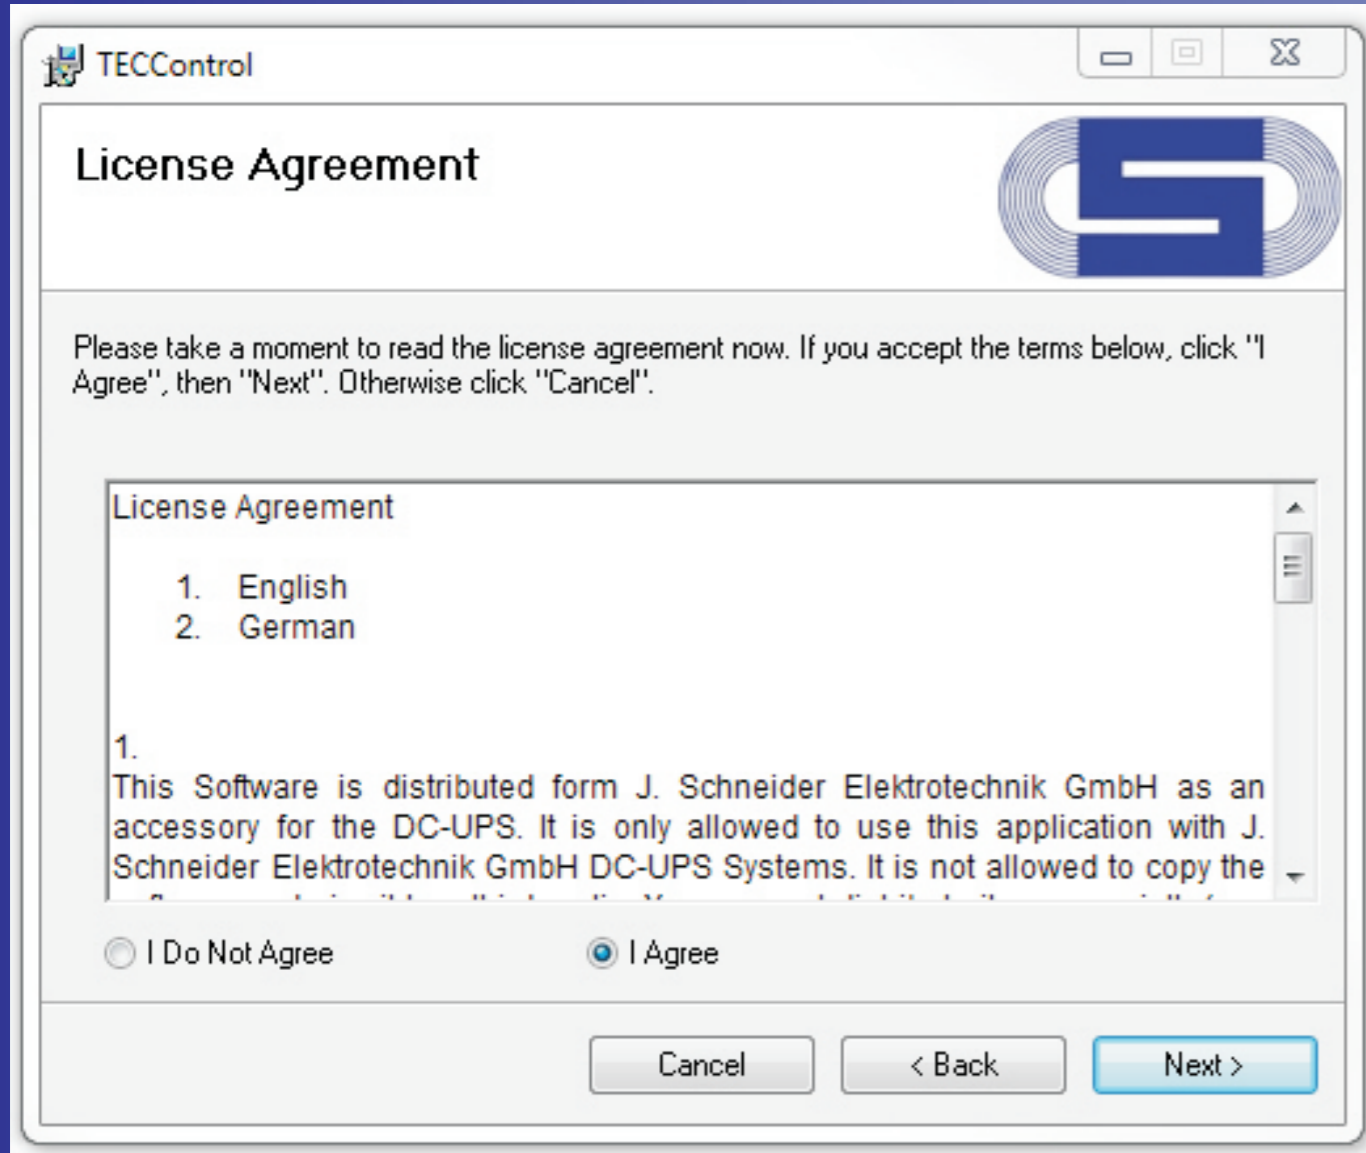 TECControl
License Agreement
Please take a moment to read the license agreement now. If you accept the terms below, click "I
Agree", then "Next". Otherwise click "Cancel".
License Agreement
1. English
2. German
1.
This Software is distributed form J. Schneider Elektrotechnik GmbH as an
accessory for the DC-UPS. It is only allowed to use this application with J.
Schneider Elektrotechnik GmbH DC-UPS Systems. It is not allowed to copy the
I Do Not Agree
I Agree
Cancel
< Back
Next >